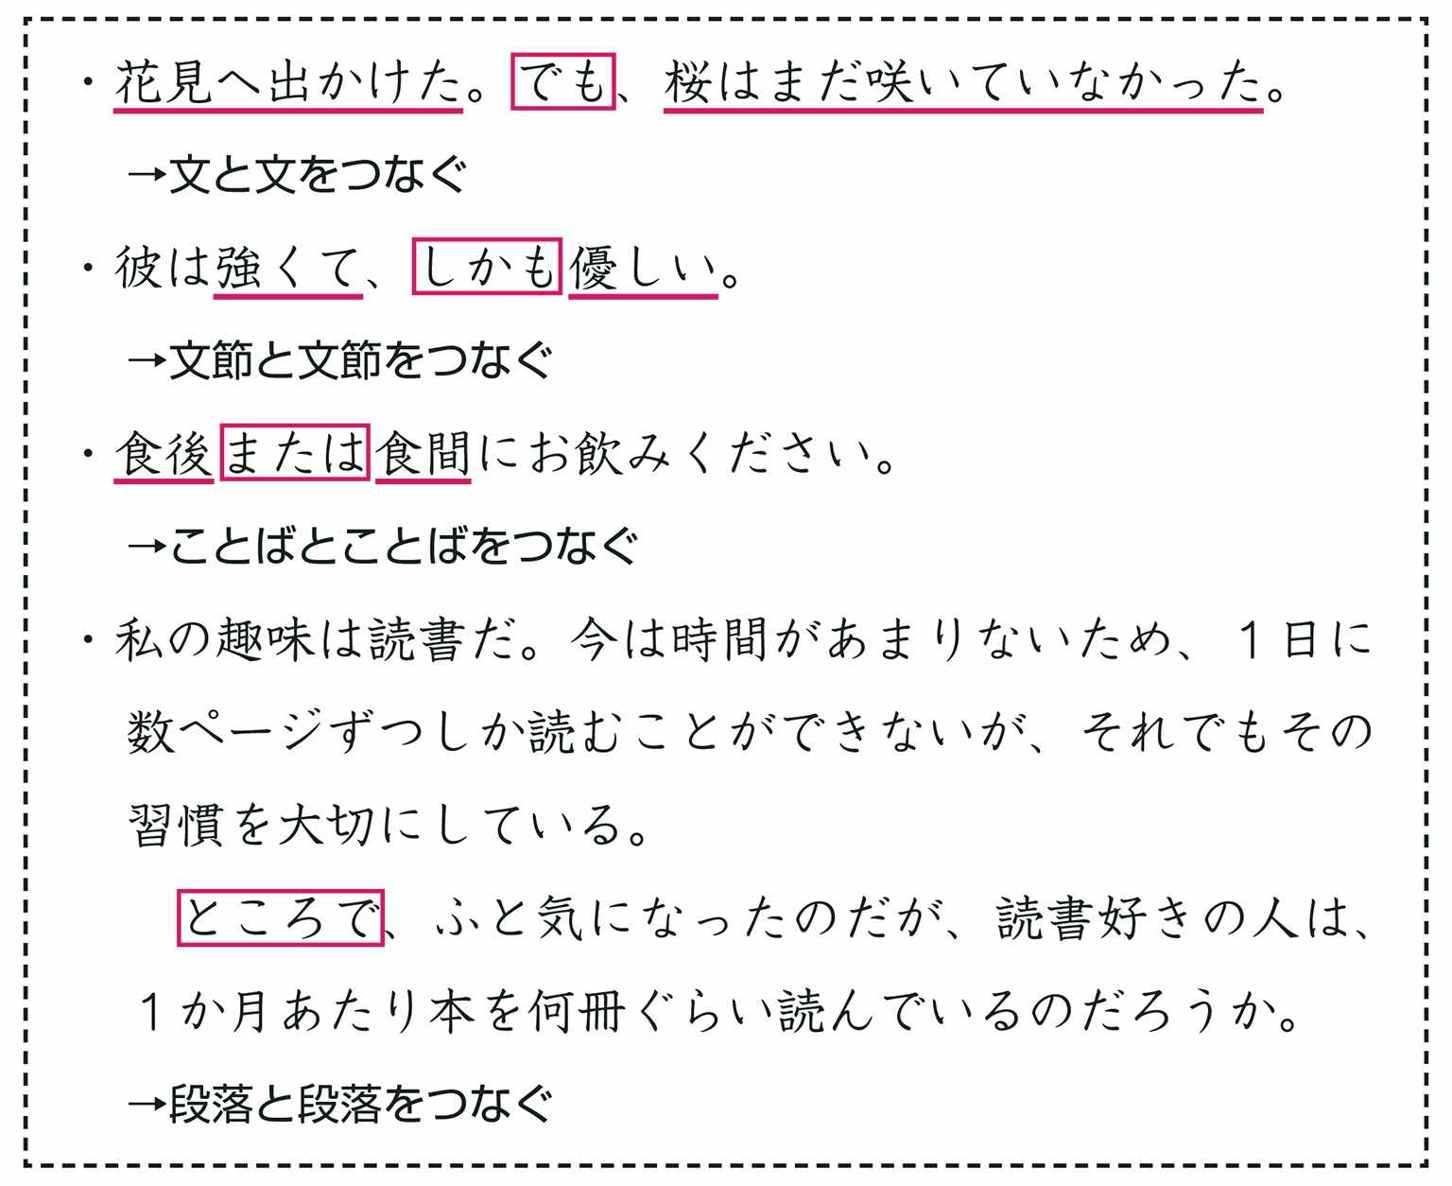 ・花見へ出かけた。でも、桜はまだ咲いていなかった。
→文と文をつなぐ
・彼は強くて、しかも優しい。
→文節と文節をつなぐ
・食後または食間にお飲みください。
→ことばとことばをつなぐ
・私の趣味は読書だ。今は時間があまりないため、1日に
数ページずつしか読むことができないが、それでもその
習慣を大切にしている。
ところで、ふと気になったのだが、読書好きの人は、
1か月あたり本を何冊ぐらい読んでいるのだろうか。
→段落と段落をつなぐ